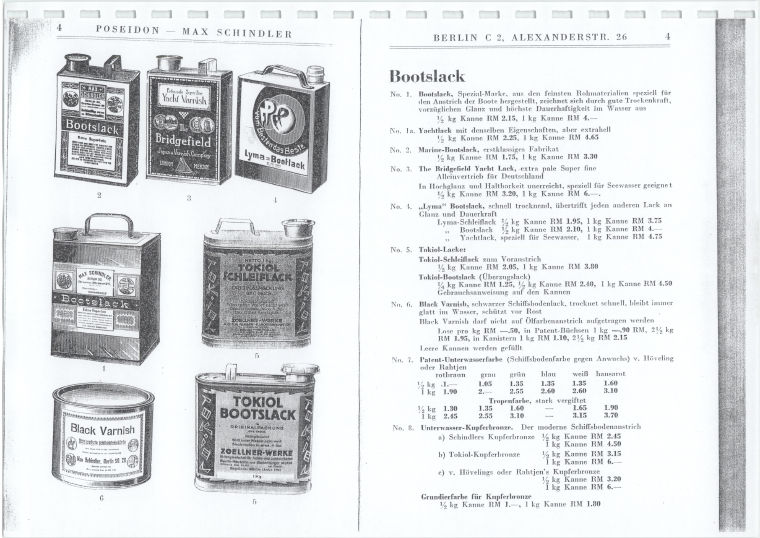 4
POSEIDON — MAX SCHINDLER
Bootslack
2
Yacht Varnish
Bridgefield
3
Lyma=Bootslack
1
MAX SCHINDLER
Bootslack
1
TOKIOL
SCHLEIFLACK
ZOELLNER-WERKE
5
Black Varnish
Max Schindler, Berlin
6
TOKIOL
BOOTSLACK
ORIGINALPACKUNG
ZOELLNER-WERKE
5
BERLIN C 2, ALEXANDERSTR. 26
4
Bootslack
No. 1. Bootslack, Spezial-Marke, aus den feinsten Rohmaterialien speziell für
den Anstrich der Boote hergestellt, zeichnet sich durch gute Trockenkraft,
vorzüglichen Glanz und höchste Dauerhaftigkeit im Wasser aus
½ kg Kanne RM 2.15, 1 kg Kanne RM 4.—
No. 1a. Yachtlack mit denselben Eigenschaften, aber extrahell
½ kg Kanne RM 2.25, 1 kg Kanne RM 4.65
No. 2. Marine-Bootslack, erstklassiges Fabrikat
½ kg Kanne RM 1.75, 1 kg Kanne RM 3.30
No. 3. The Bridgefield Yacht Lack, extra pale Super fine
Alleinvertrieb für Deutschland
In Hochglanz und Haltbarkeit unerreicht, speziell für Seewasser geeignet
½ kg Kanne RM 3.20, 1 kg Kanne RM 6.—.
No. 4. „Lyma" Bootslack, schnell trocknend, übertrifft jeden anderen Lack an
Glanz und Dauerkraft
Lyma-Schleiflack ½ kg Kanne RM 1.95, 1 kg Kanne RM 3.75
„ Bootslack ½ kg Kanne RM 2.10, 1 kg Kanne RM 4.—
„ Yachtlack, speziell für Seewasser, 1 kg Kanne RM 4.75
No. 5. Tokiol-Lacke:
Tokiol-Schleiflack zum Voranstrich
½ kg Kanne RM 2.05, 1 kg Kanne RM 3.80
Tokiol-Bootslack (Überzugslack)
¼ kg Kanne RM 1.25, ½ kg Kanne RM 2.40, 1 kg Kanne RM 4.50
Gebrauchsanweisung auf den Kannen
No. 6. Black Varnish, schwarzer Schiffsbodenlack, trocknet schnell, bleibt immer
glatt im Wasser, schützt vor Rost
Black Varnish darf nicht auf Ölfarbenanstrich aufgetragen werden
Lose pro kg RM —.50, in Patent-Büchsen 1 kg —.90 RM, 2½ kg
RM 1.95, in Kanistern 1 kg RM 1.10, 2½ kg RM 2.15
Leere Kannen werden gefüllt
No. 7. Patent-Unterwasserfarbe (Schiffsbodenfarbe gegen Anwuchs) v. Höveling
oder Rahtjen
rotbraun grau grün blau weiß hansarot
½ kg .1.— 1.05 1.35 1.35 1.35 1.60
1 kg 1.90 2.— 2.55 2.60 2.60 3.10
Tropenfarbe, stark vergiftet
½ kg 1.30 1.35 1.60 — 1.65 1.90
1 kg 2.45 2.55 3.10 — 3.15 3.70
No. 8. Unterwasser-Kupferbronze. Der moderne Schiffsbodenanstrich
a) Schindlers Kupferbronze ½ kg Kanne RM 2.45
1 kg Kanne RM 4.50
b) Tokiol-Kupferbronze ½ kg Kanne RM 3.15
1 kg Kanne RM 6.—
c) v. Hövelings oder Rahtjen's Kupferbronze
½ kg Kanne RM 3.20
1 kg Kanne RM 6.—
Grundierfarbe für Kupferbronze
½ kg Kanne RM 1.—, 1 kg Kanne RM 1.80